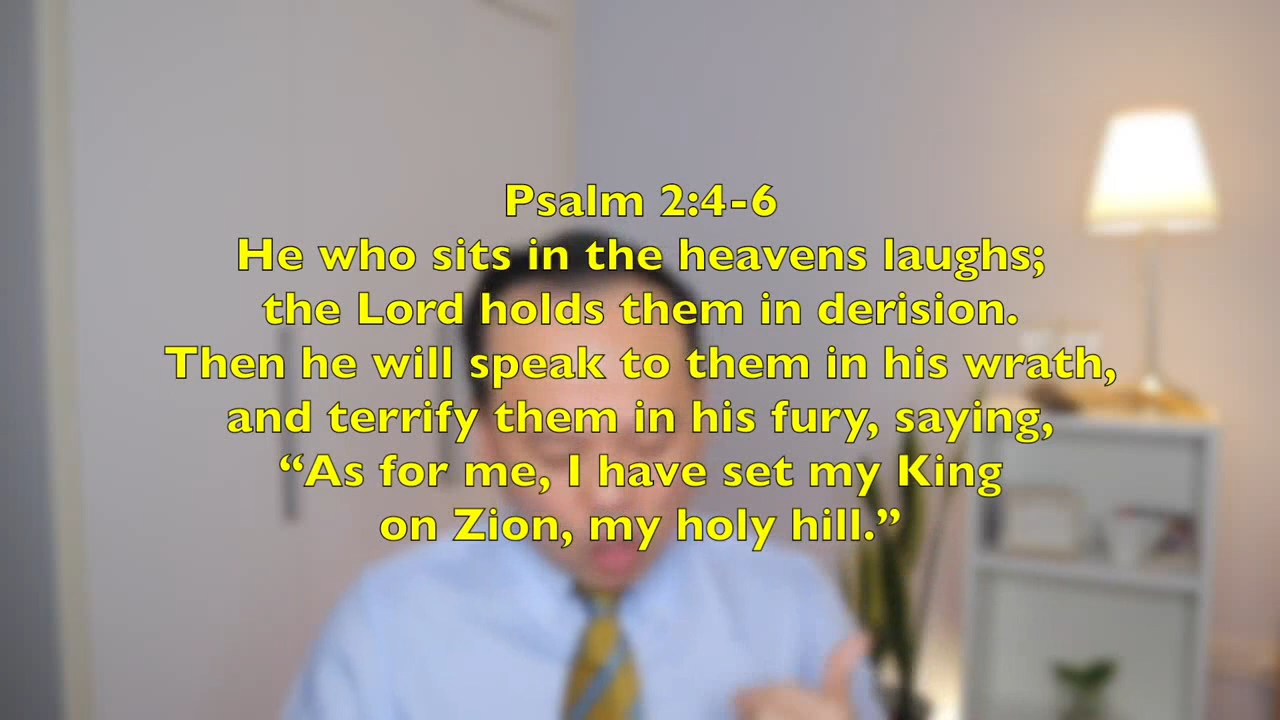 Psalm 2:4-6
He who sits in the heavens laughs;
the Lord holds them in derision.
Then he will speak to them in his wrath,
and terrify them in his fury, saying,
“As for me, I have set my King
on Zion, my holy hill.”